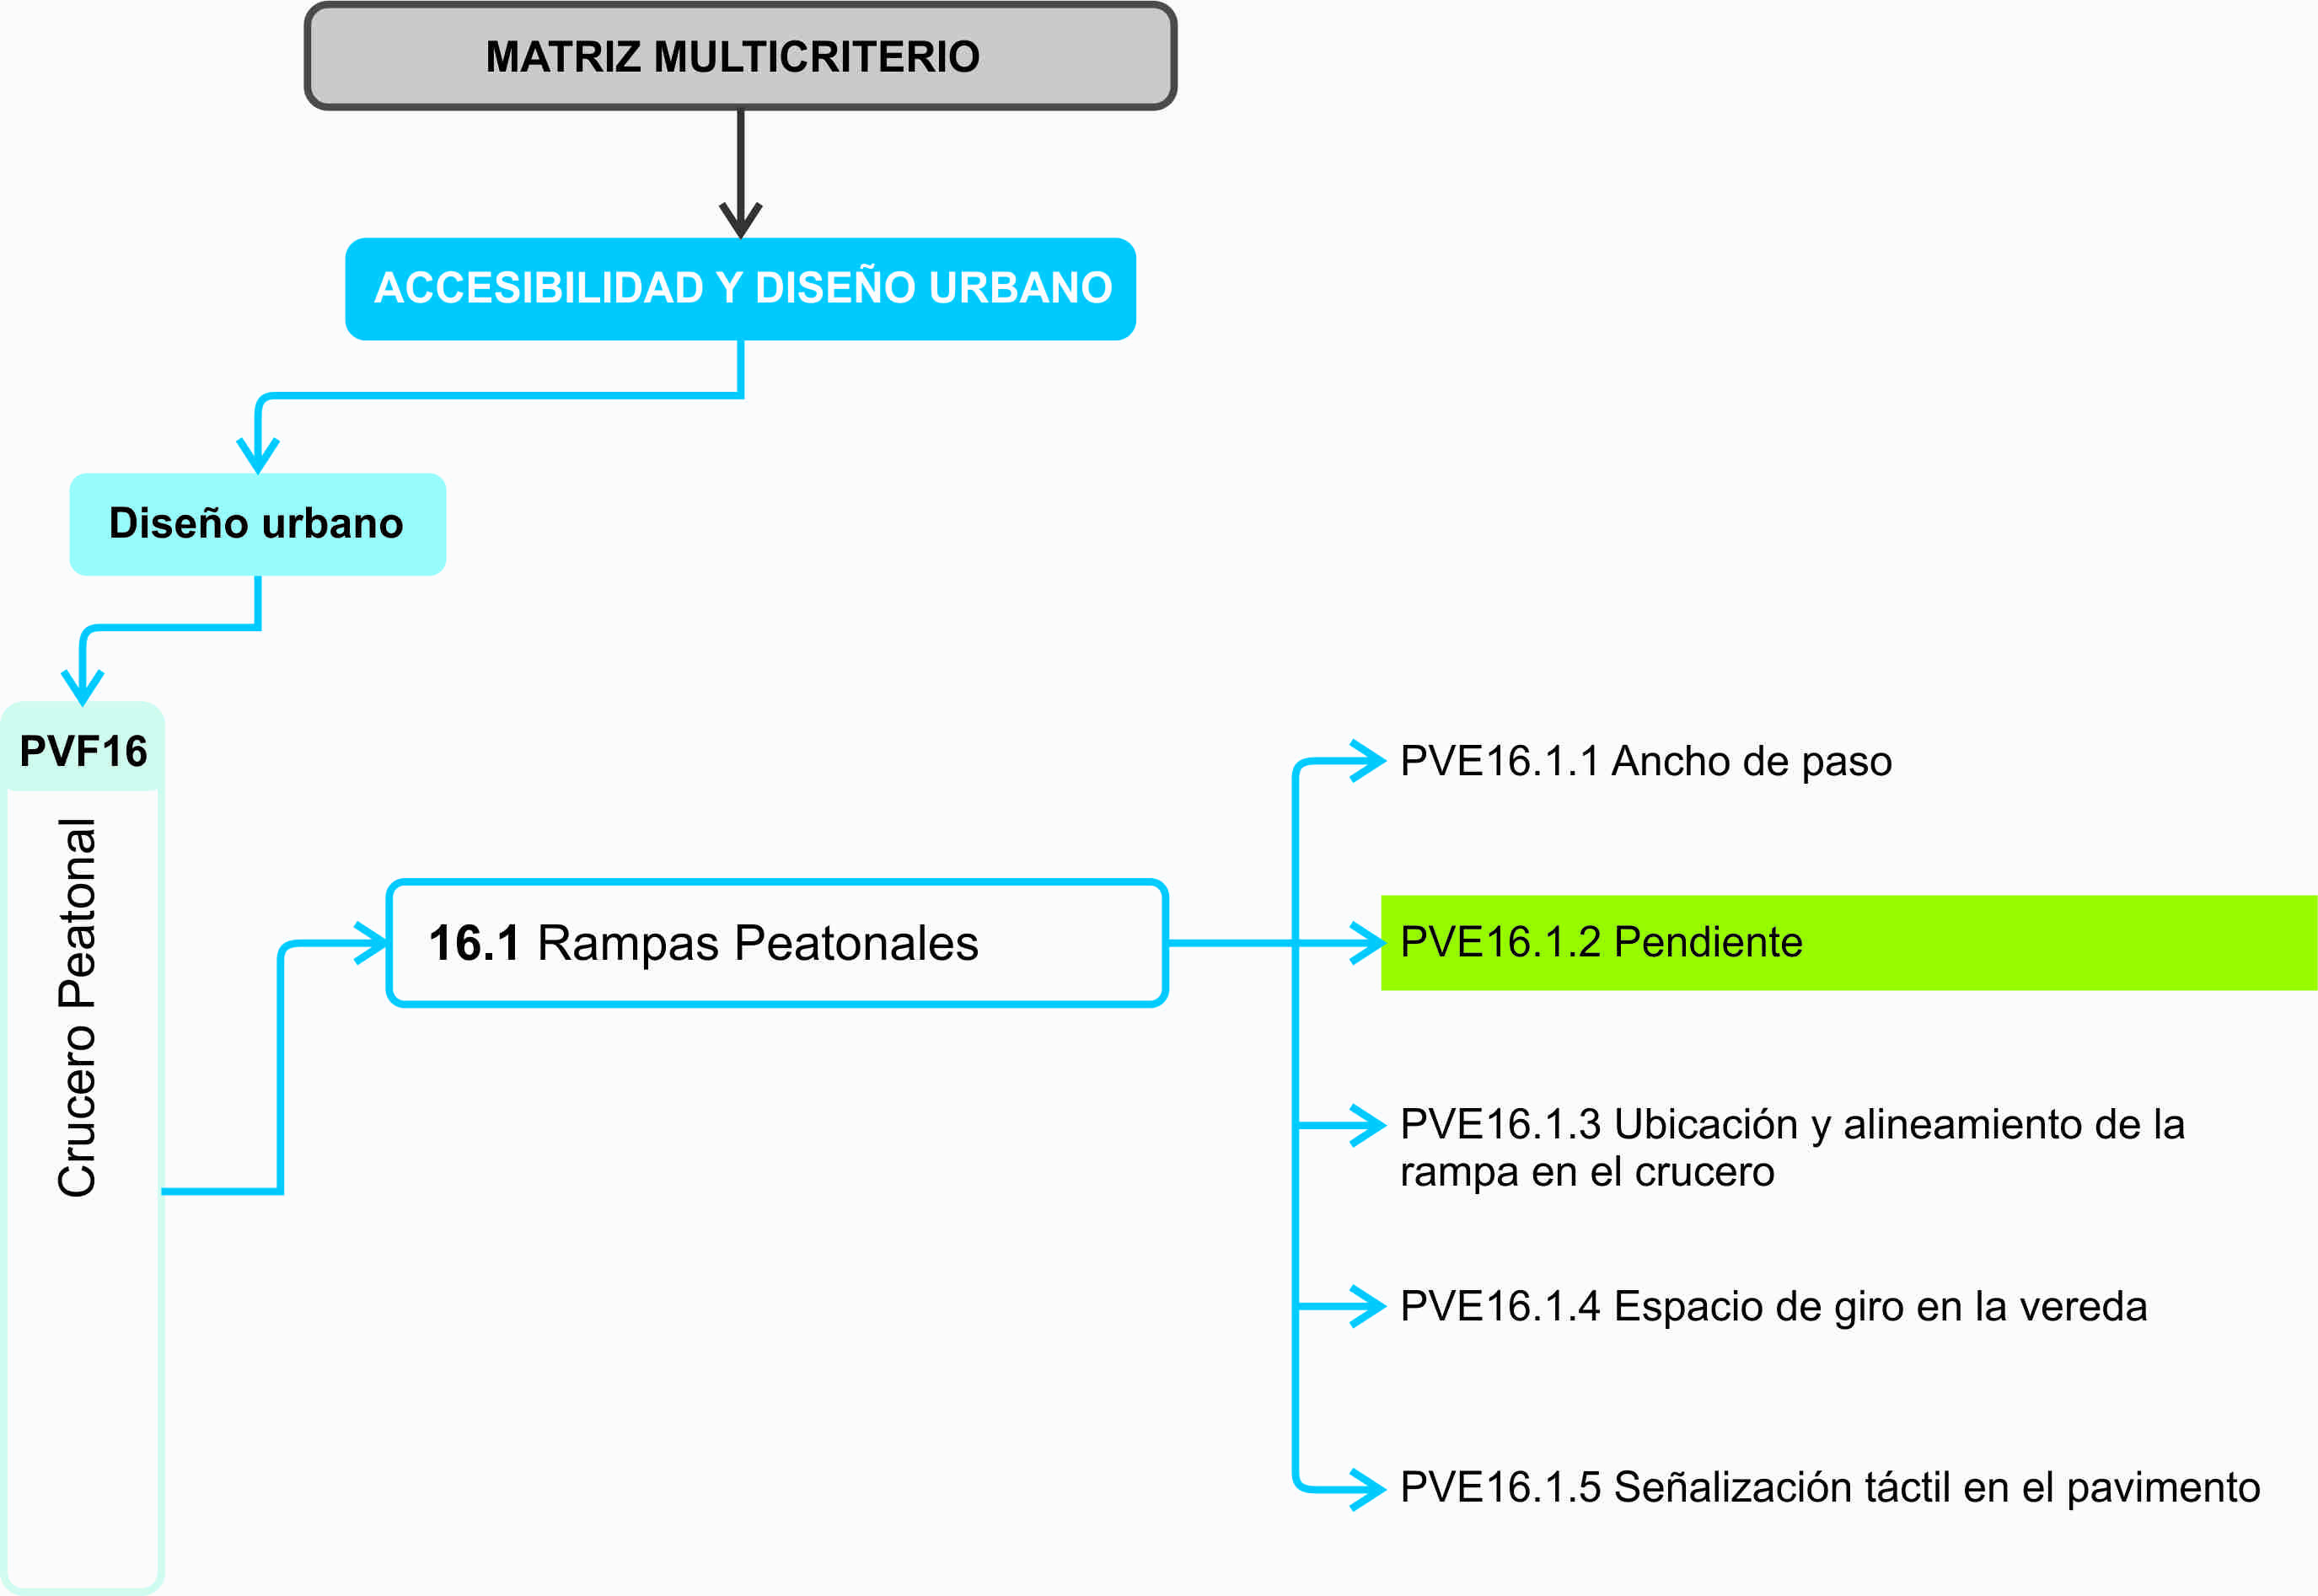 MATRIZ MULTICRITERIO
ACCESIBILIDAD Y DISEÑO URBANO
Diseño urbano
PVF16
Crucero Peatonal
16.1 Rampas Peatonales
PVE16.1.1 Ancho de paso
PVE16.1.2 Pendiente
PVE16.1.3 Ubicación y alineamiento de la
rampa en el crucero
PVE16.1.4 Espacio de giro en la vereda
PVE16.1.5 Señalización táctil en el pavimento